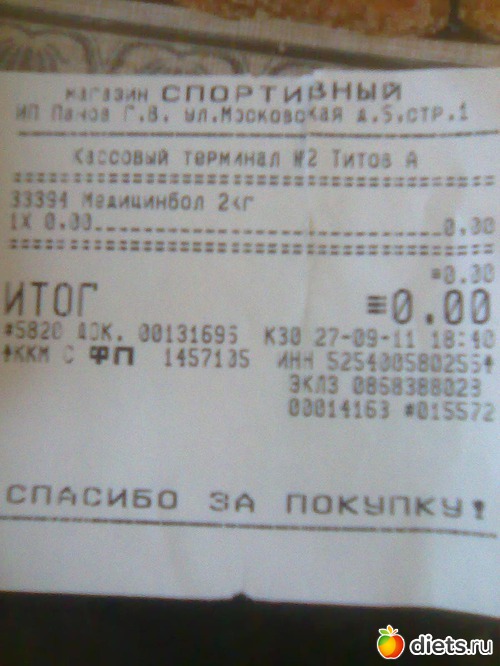 магазин СПОРТИВНЫЙ
ИП Панов Г.В. ул.Московская д.5,стр.1
Кассовый терминал №2 Титов А
33394 Медицинбол 2кг
1X 0.00 0.00
≡0.00
ИТОГ ≡0.00
#5820 ДОК. 00131695 К30 27-09-11 18:40
*ККМ С ФП 1457105 ИНН 525400580255*
ЭКЛЗ 0868388023
00014163 #015572
СПАСИБО ЗА ПОКУПКУ!
diets.ru